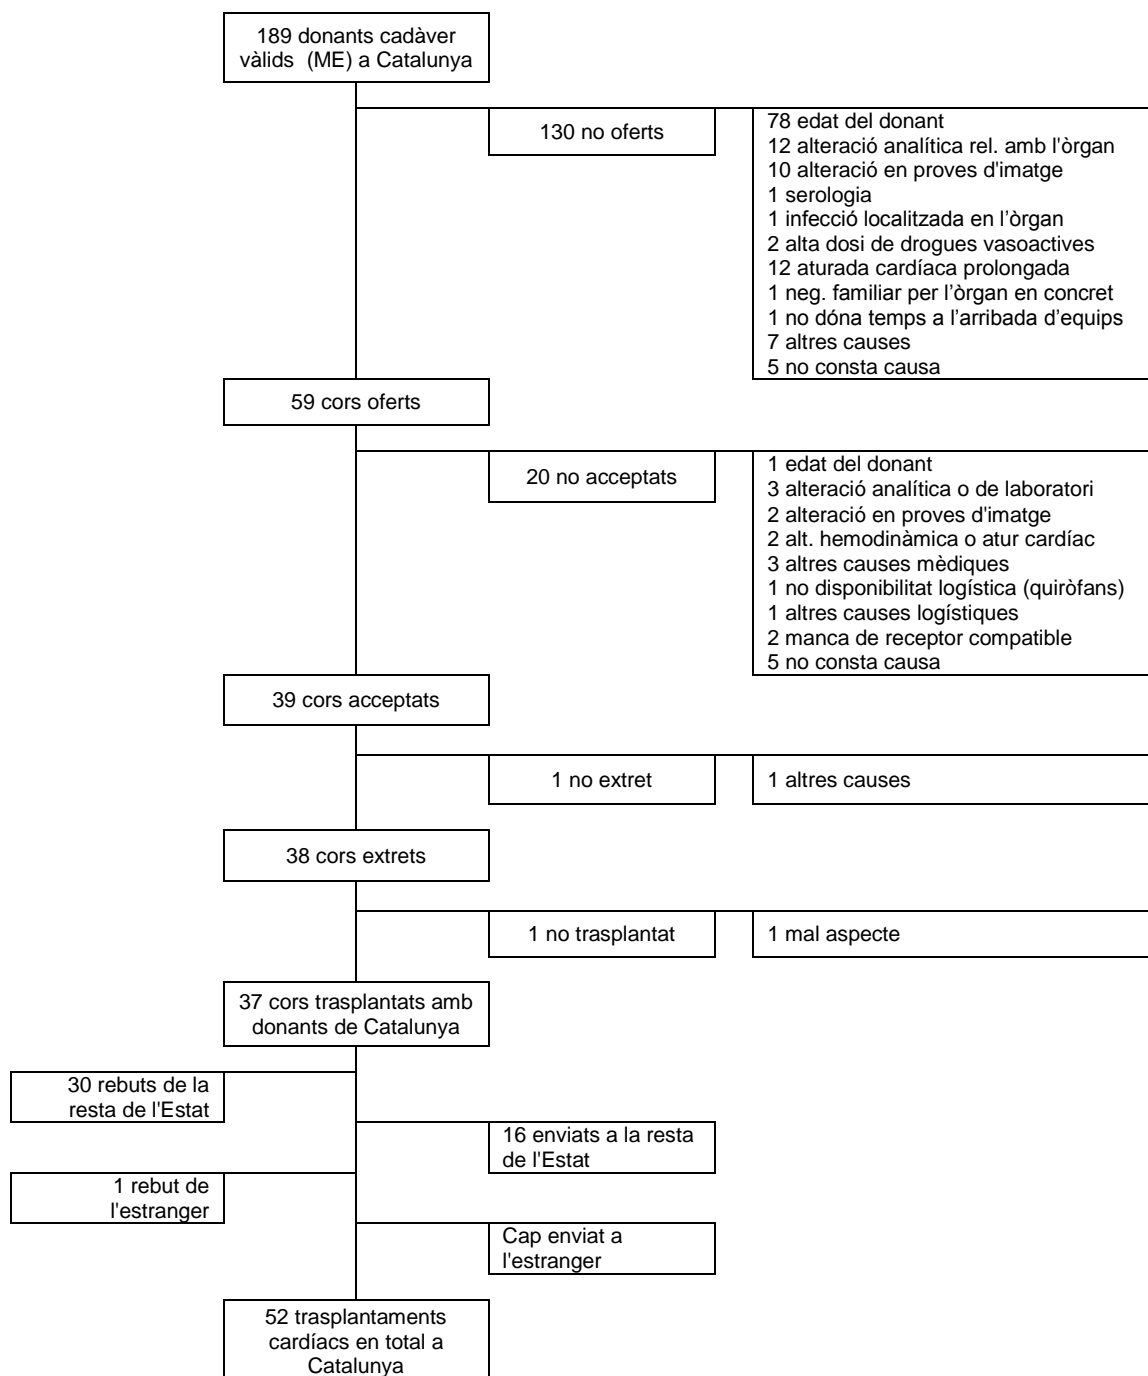 189 donants cadàver
vàlids (ME) a Catalunya
130 no oferts
78 edat del donant
12 alteració analítica rel. amb l'òrgan
10 alteració en proves d'imatge
1 serologia
1 infecció localitzada en l’òrgan
2 alta dosi de drogues vasoactives
12 aturada cardíaca prolongada
1 neg. familiar per l’òrgan en concret
1 no dóna temps a l’arribada d’equips
7 altres causes
5 no consta causa
59 cors oferts
20 no acceptats
1 edat del donant
3 alteració analítica o de laboratori
2 alteració en proves d'imatge
2 alt. hemodinàmica o atur cardíac
3 altres causes mèdiques
1 no disponibilitat logística (quiròfans)
1 altres causes logístiques
2 manca de receptor compatible
5 no consta causa
39 cors acceptats
1 no extret
1 altres causes
38 cors extrets
1 no trasplantat
1 mal aspecte
37 cors trasplantats amb
donants de Catalunya
30 rebuts de la
resta de l'Estat
16 enviats a la resta
de l'Estat
1 rebut de
l'estranger
Cap enviat a
l'estranger
52 trasplantaments
cardíacs en total a
Catalunya